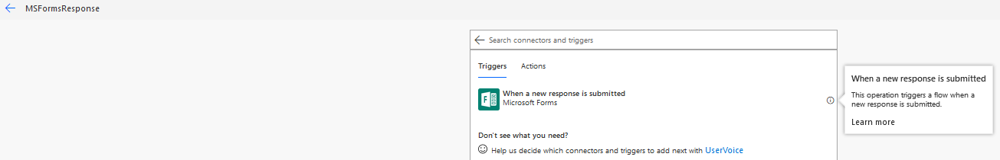 MSFormsResponse
Search connectors and triggers
Triggers Actions
When a new response is submitted
Microsoft Forms
When a new response is submitted
This operation triggers a flow when a
new response is submitted.
Learn more
Don't see what you need?
Help us decide which connectors and triggers to add next with UserVoice